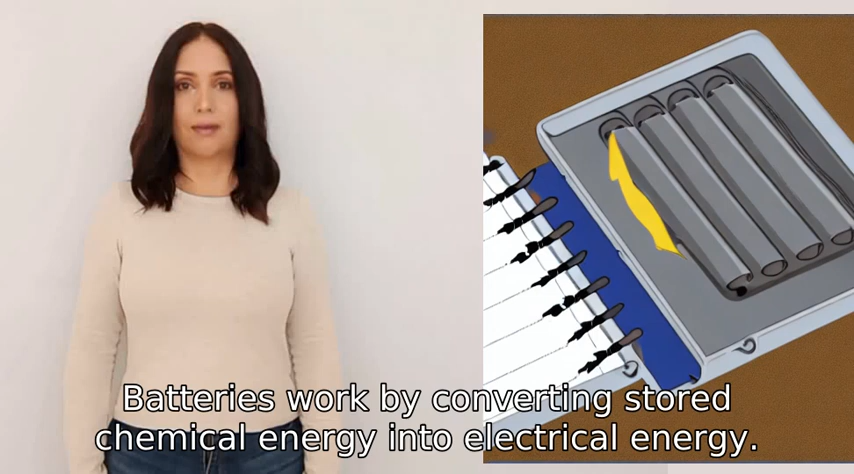 Batteries work by converting stored
chemical energy into electrical energy.